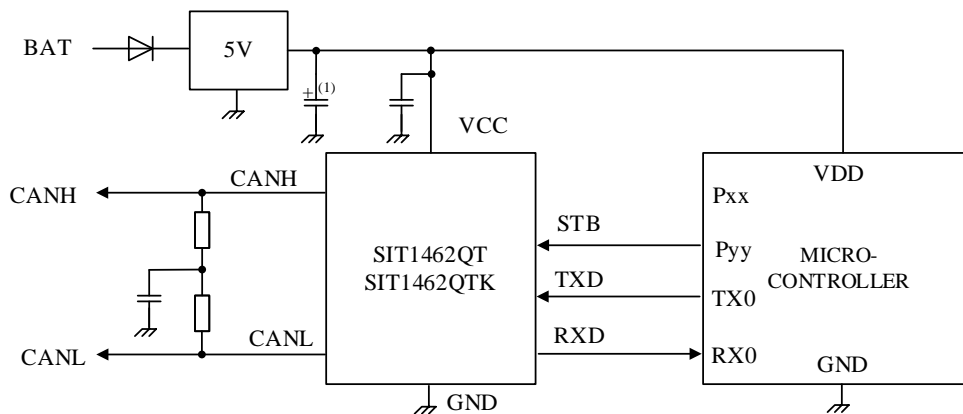 BAT
5V
+ (1)
VCC
CANH
CANH
SIT1462QT
SIT1462QTK
CANL
CANL
GND
STB
TXD
RXD
VDD
Pxx
Pyy
MICRO-
CONTROLLER
TX0
RX0
GND